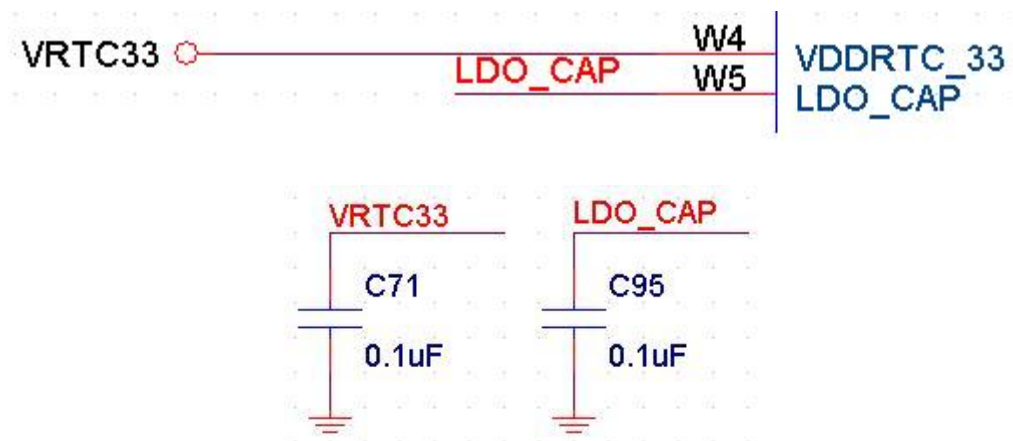 VRTC33
LDO_CAP
W4
W5
VDDRTC_33
LDO_CAP
VRTC33
LDO_CAP
C71
C95
0.1uF
0.1uF